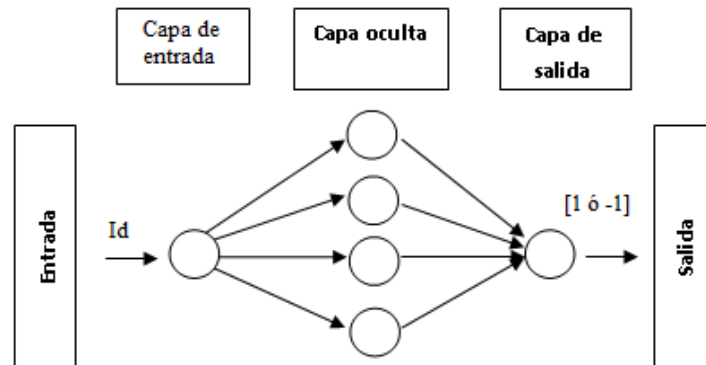 Capa de
entrada
Capa oculta
Capa de
salida
Entrada
Id
[1 ó -1]
Salida